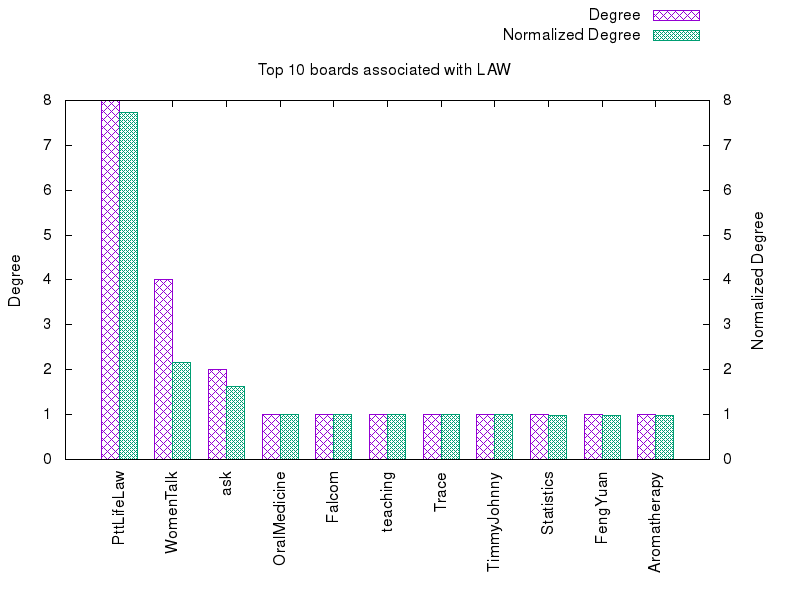 Degree
Normalized Degree
Top 10 boards associated with LAW
8
7
6
5
4
3
2
1
0
8
7
6
5
4
3
2
1
0
Degree
Normalized Degree
PttLifeLaw
WomenTalk
ask
OralMedicine
Falcom
teaching
Trace
TimmyJohnny
Statistics
FengYuan
Aromatherapy